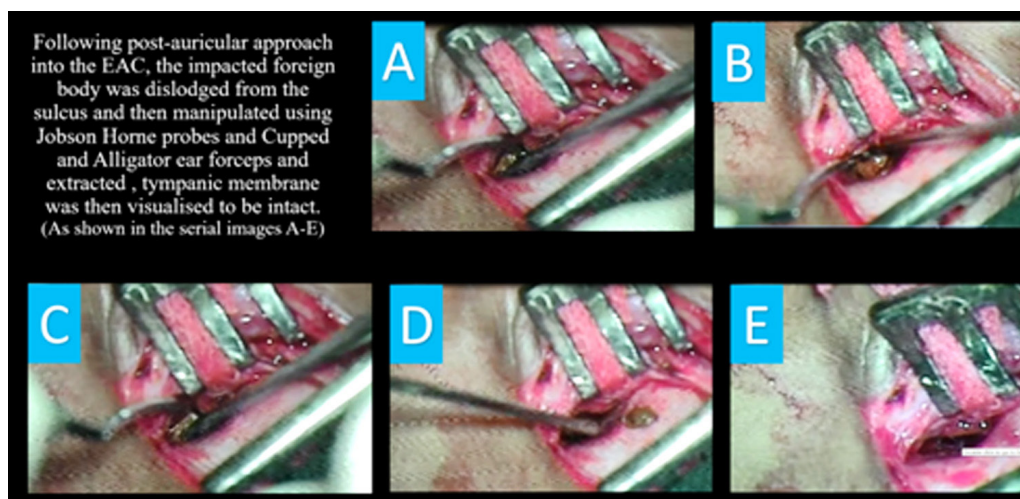 Following post-auricular approach
into the EAC, the impacted foreign
body was dislodged from the
sulcus and then manipulated using
Jobson Horne probes and Cupped
and Alligator ear forceps and
extracted , tympanic membrane
was then visualised to be intact.
(As shown in the serial images A-E)
A
B
C
D
E